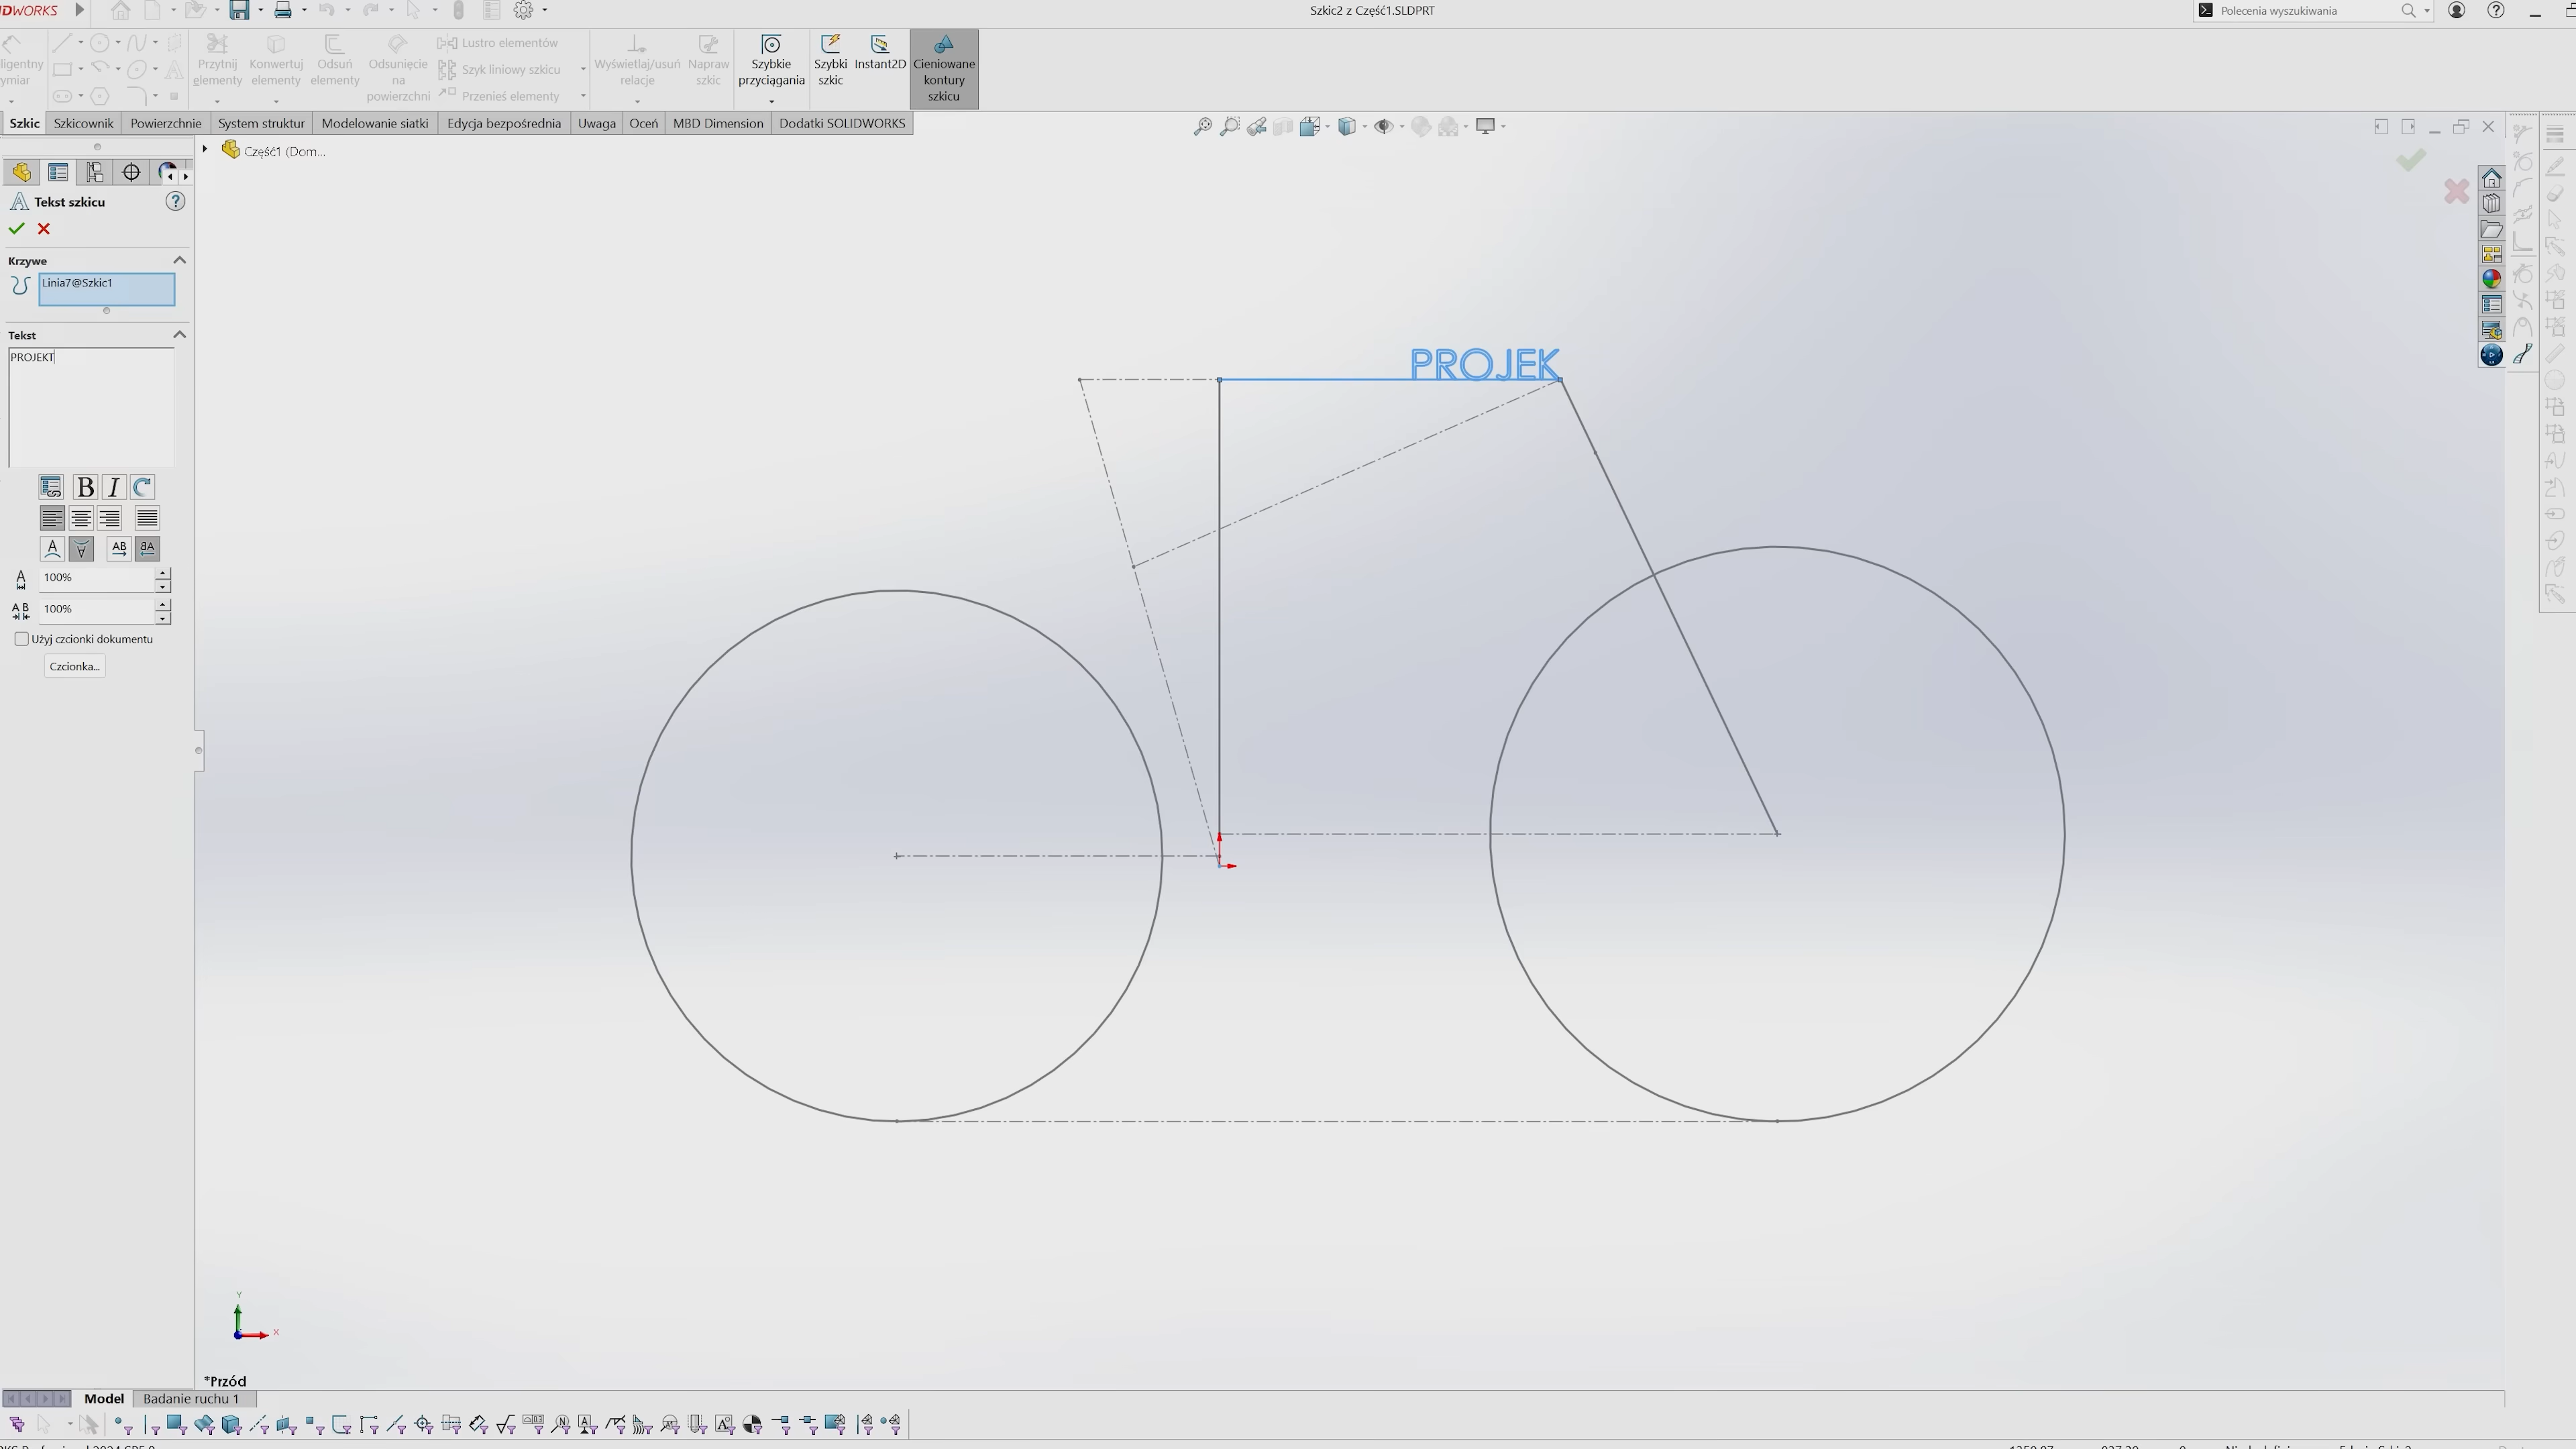 DWORKS
Szkic2 z Część1.SLDPRT
Polecenia wyszukiwania
ligentny
ymiar
Przytnij
elementy
Konwertuj
elementy
Odsuń
elementy
Odsunięcie
na
powierzchni
Lustro elementów
Szyk liniowy szkicu
Przenieś elementy
Wyświetlaj/usuń
relacje
Napraw
szkic
Szybkie
przyciągania
Szybki
szkic
Instant2D
Cieniowane
kontury
szkicu
Szkic
Szkicownik
Powierzchnie
System struktur
Modelowanie siatki
Edycja bezpośrednia
Uwaga
Oceń
MBD Dimension
Dodatki SOLIDWORKS
Część1 (Dom...
Tekst szkicu
Krzywe
Linia7@Szkic1
Tekst
PROJEKT
B I
100%
100%
Użyj czcionki dokumentu
Czcionka...
PROJEK
Y
X
*Przód
Model
Badanie ruchu 1